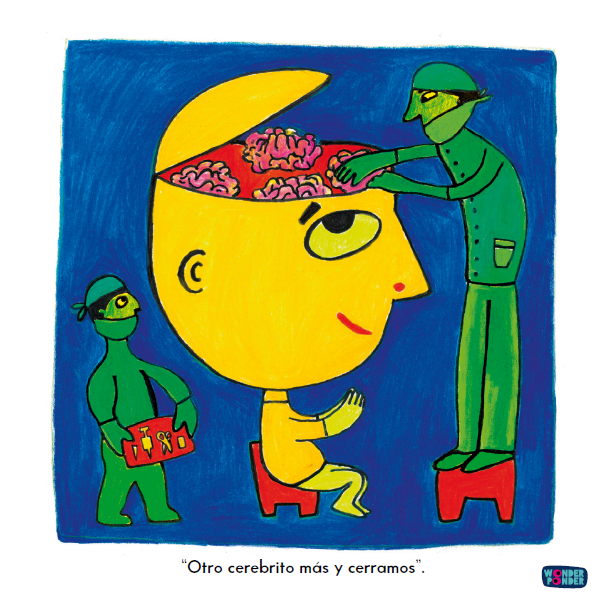 “Otro cerebrito más y cerramos”.
WONDER
PONDER